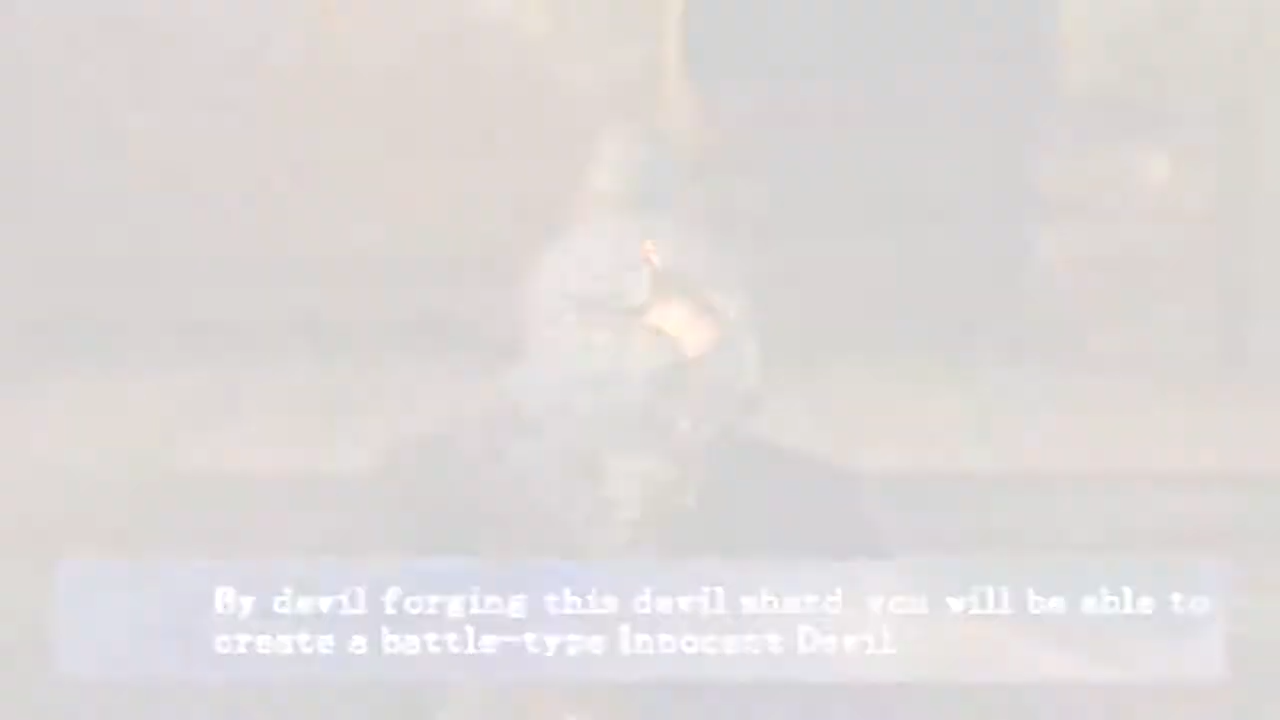 By devil forging this devil shard, you will be able to
create a battle-type Innocent Devil.